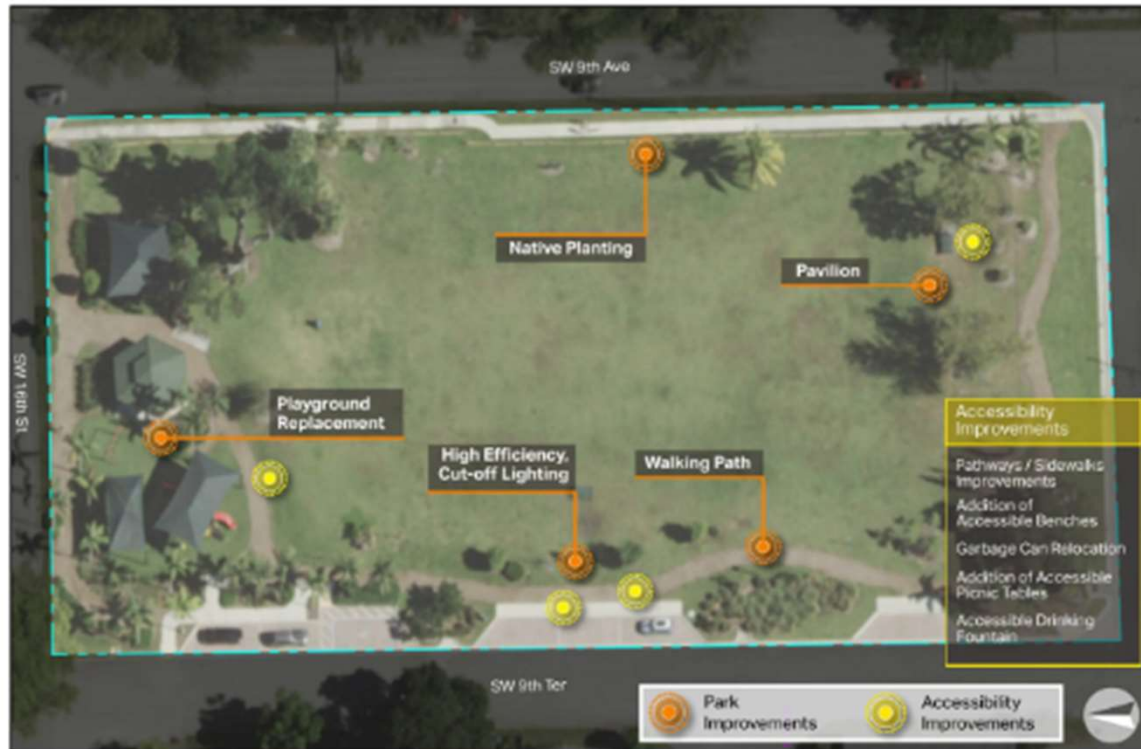 SW 9th Ave
Native Planting
Pavilion
SW 16th St
Playground
Replacement
High Efficiency,
Cut-off Lighting
Walking Path
Accessibility
Improvements
Pathways / Sidewalks
Improvements
Addition of
Accessible Benches
Garbage Can Relocation
Addition of Accessible
Picnic Tables
Accessible Drinking
Fountain
SW 9th Ter
Park
Improvements
Accessibility
Improvements